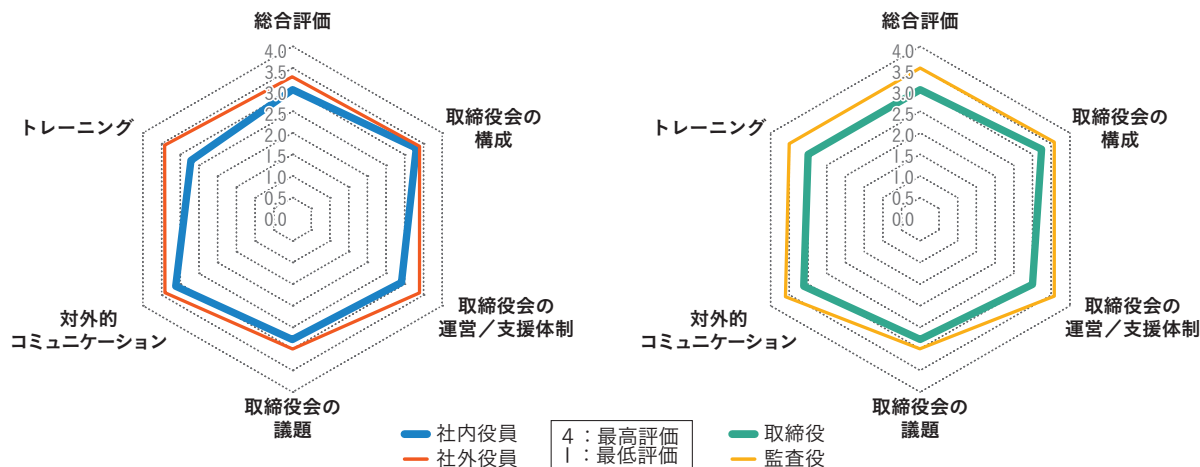 総合評価
4.0
3.5
3.0
2.5
2.0
1.5
1.0
0.5
0.0
取締役会の
構成
取締役会の
運営／支援体制
取締役会の
議題
対外的
コミュニケーション
トレーニング
総合評価
4.0
3.5
3.0
2.5
2.0
1.5
1.0
0.5
0.0
取締役会の
構成
取締役会の
運営／支援体制
取締役会の
議題
対外的
コミュニケーション
トレーニング
社内役員
社外役員
4：最高評価
1：最低評価
取締役
監査役